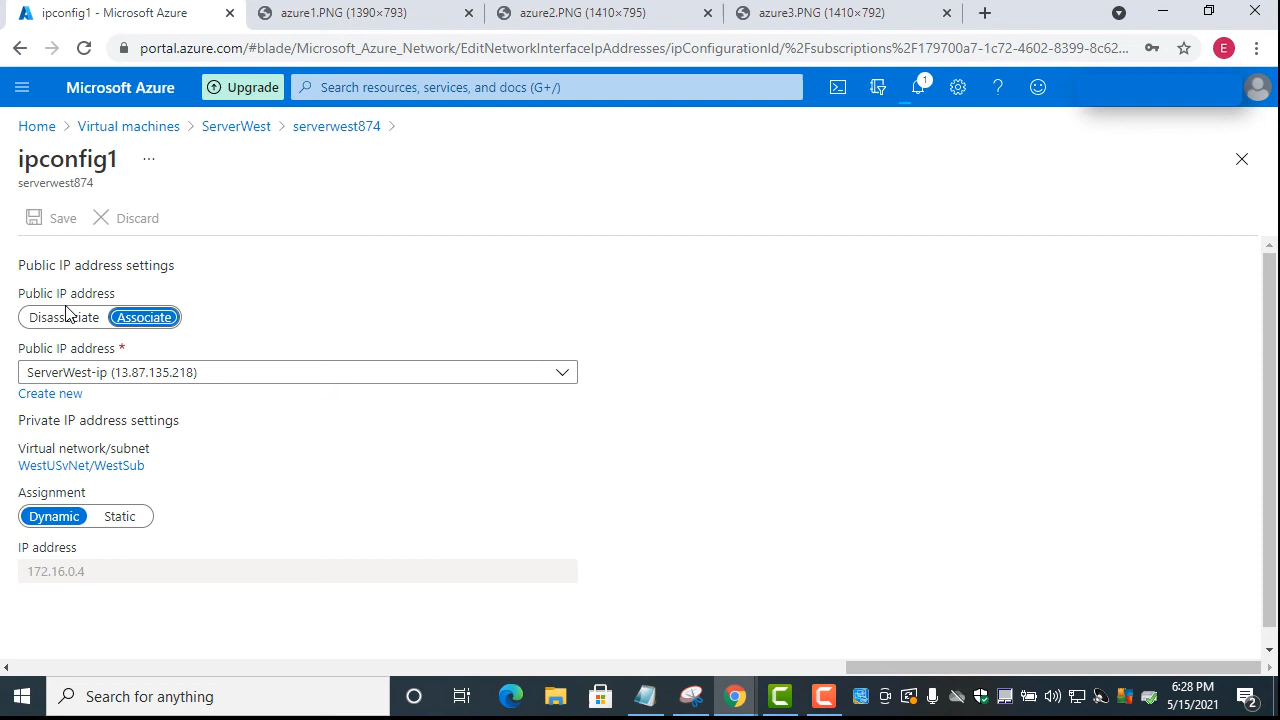 ipconfig1 - Microsoft Azure
azure1.PNG (1390×793)
azure2.PNG (1410×795)
azure3.PNG (1410×792)
portal.azure.com/#blade/Microsoft_Azure_Network/EditNetworkInterfaceIpAddresses/ipConfigurationId/%2Fsubscriptions%2F179706a7-1c72-4602-8399-8c62...
E
Microsoft Azure
Upgrade
Search resources, services, and docs (G+/)
1
Home > Virtual machines > ServerWest > serverwest874 >
ipconfig1 ...
serverwest874
Save Discard
Public IP address settings
Public IP address
Disassociate Associate
Public IP address *
ServerWest-ip (13.87.135.218)
Create new
Private IP address settings
Virtual network/subnet
WestUSvNet/WestSub
Assignment
Dynamic Static
IP address
172.16.0.4
Search for anything
6:28 PM
5/15/2021
2